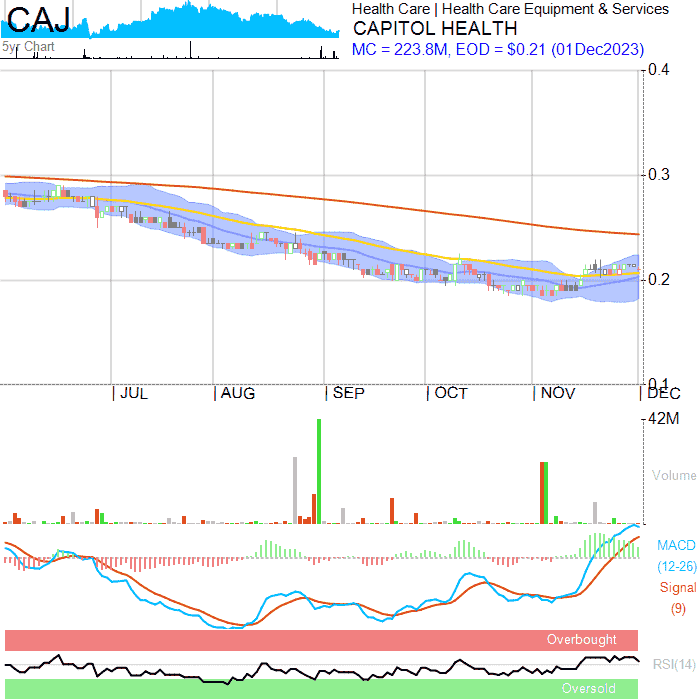 CAJ
5yr Chart
Health Care | Health Care Equipment & Services
CAPITOL HEALTH
MC = 223.8M, EOD = $0.21 (01Dec2023)
0.4
0.3
0.2
0.1
JUL
AUG
SEP
OCT
NOV
DEC
42M
Volume
MACD
(12-26)
Signal
(9)
Overbought
RSI(14)
Oversold